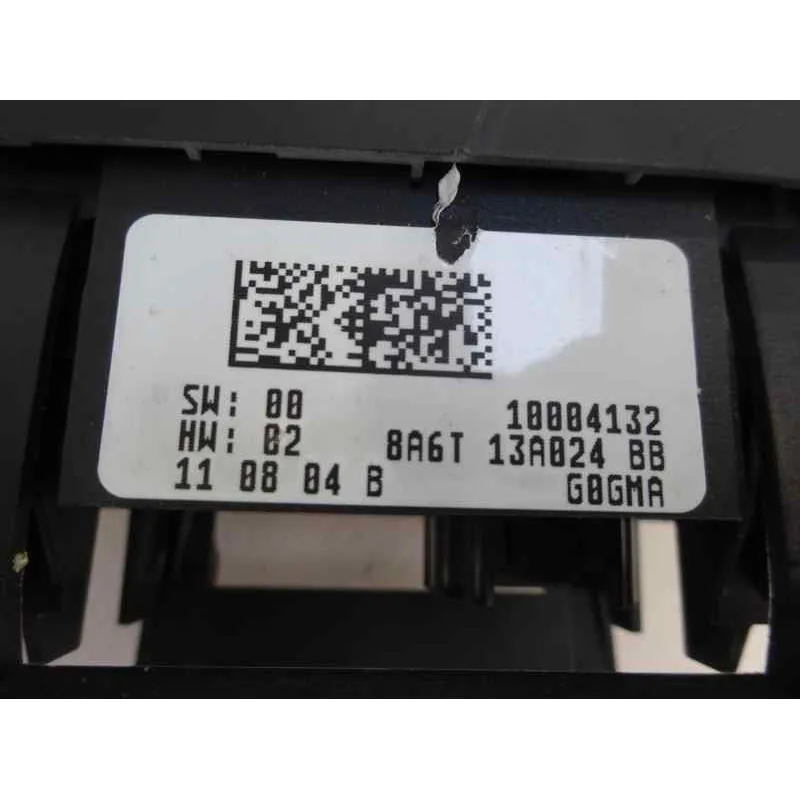 SW: 00 10004132
HW: 02 8A6T 13A024 BB
11 08 04 B G0GMA